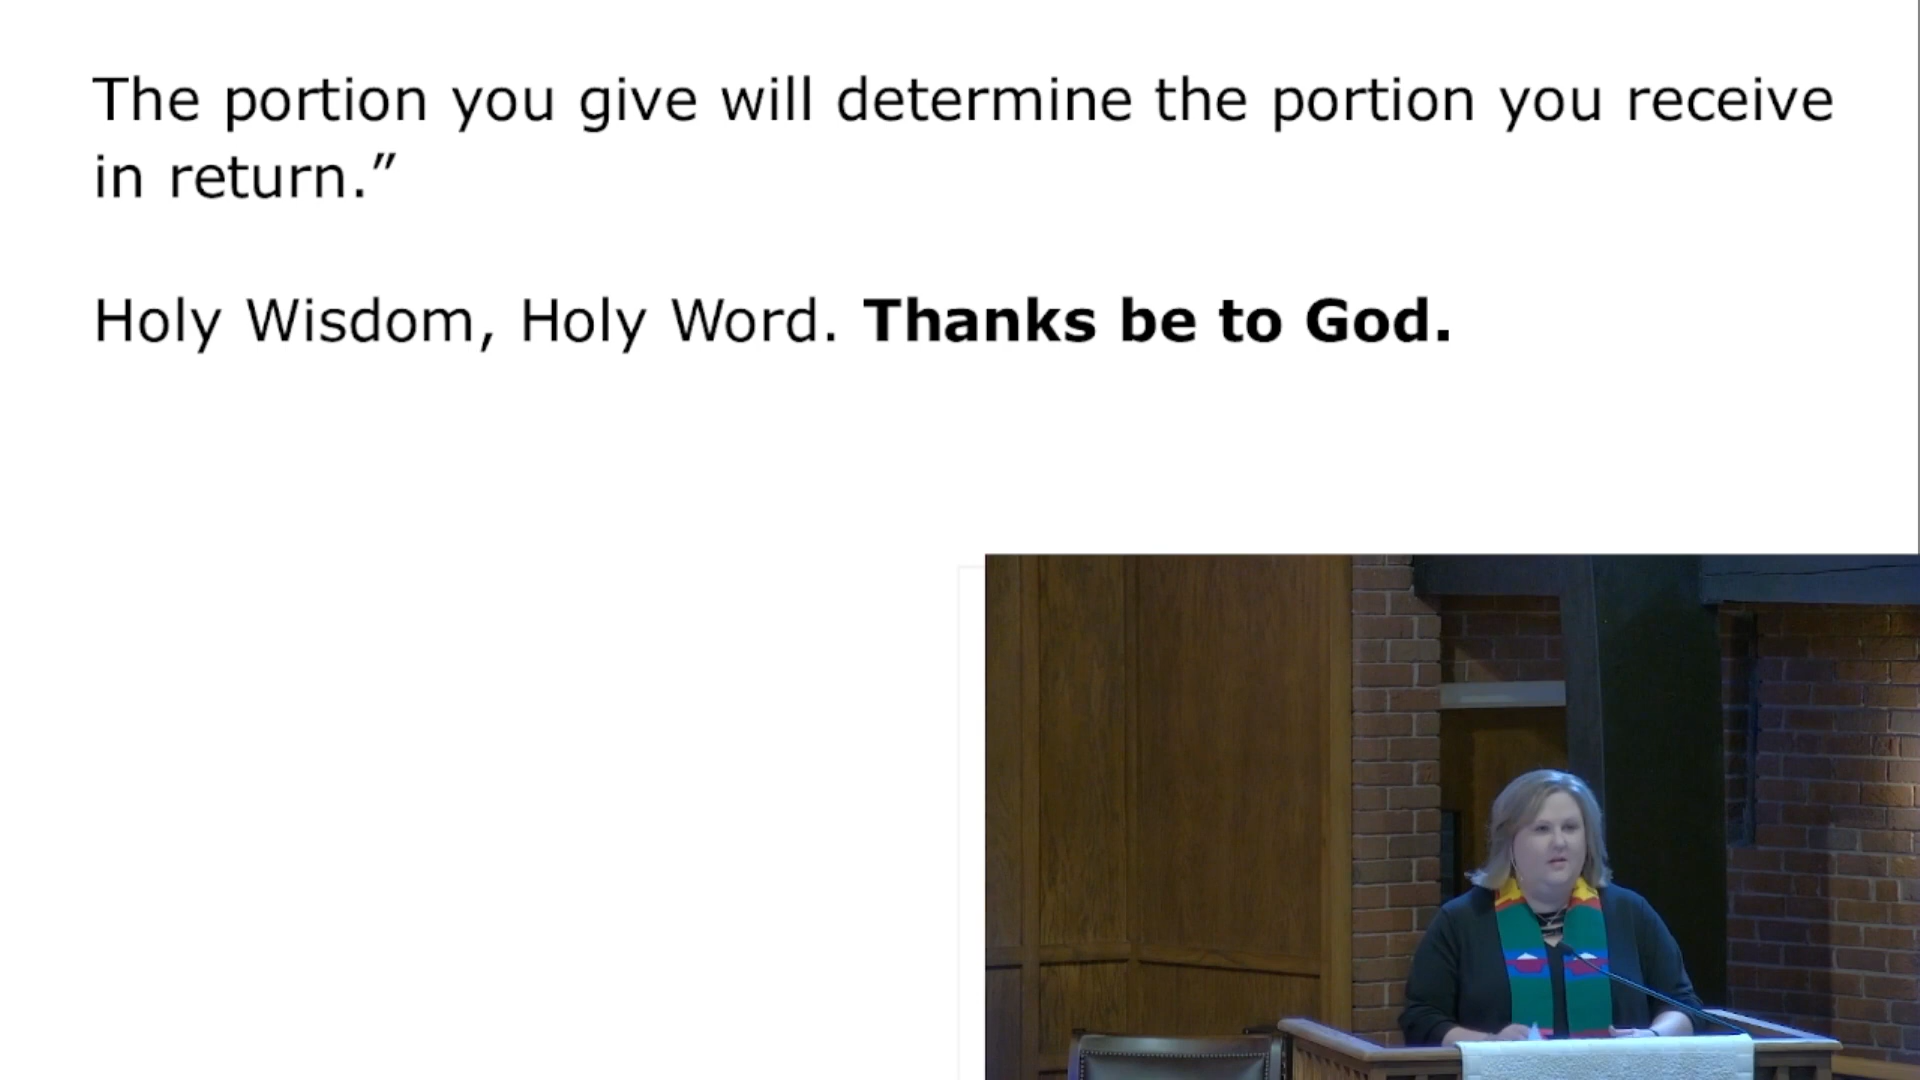 The portion you give will determine the portion you receive
in return.”
Holy Wisdom, Holy Word. Thanks be to God.